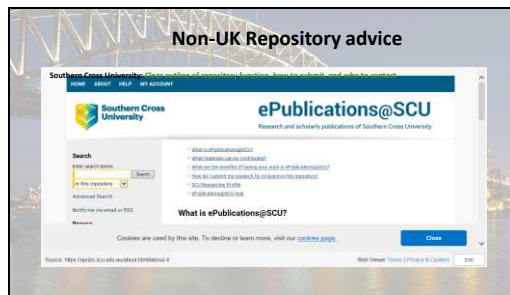 Non-UK Repository advice
Southern Cross University: Clear outline of repository function, how to submit, and who to contact
HOME ABOUT HELP MY ACCOUNT
Southern Cross
University
ePublications@SCU
Research and scholarly publications of Southern Cross University
Search
Enter search terms:
Search
in this repository
Advanced Search
Notify me via email or RSS
Browse
What is ePublications@SCU?
What materials can be contributed?
What are the benefits of having your work in ePublications@SCU?
How do I submit my research for inclusion in the repository?
SCU Researcher Profile
ePublications@SCU help
What is ePublications@SCU?
Cookies are used by this site. To decline or learn more, visit our cookies page.
Close
Source: https://epubs.scu.edu.au/about.html#about-4
Web Viewer Terms | Privacy & Cookies
Edit